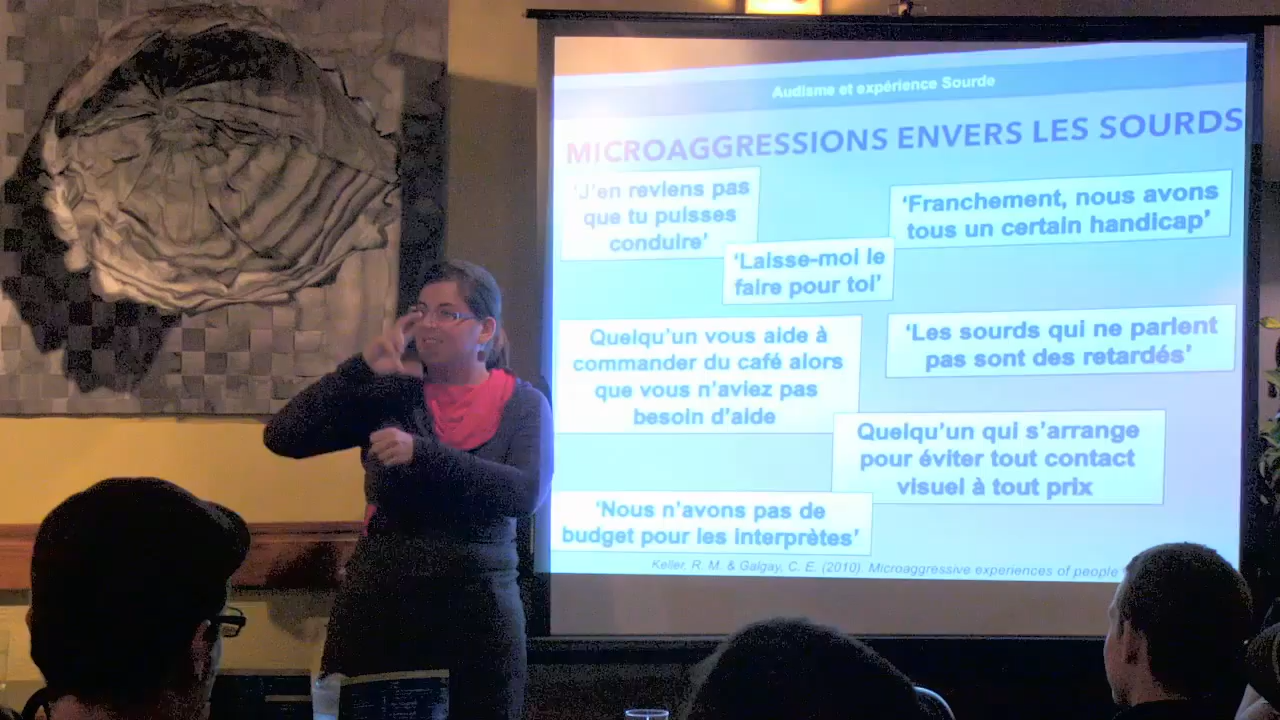 Audisme et expérience Sourde
MICROAGGRESSIONS ENVERS LES SOURDS
'J'en reviens pas
que tu puisses
conduire'
'Franchement, nous avons
tous un certain handicap'
'Laisse-moi le
faire pour toi'
Quelqu'un vous aide à
commander du café alors
que vous n'aviez pas
besoin d'aide
'Les sourds qui ne parlent
pas sont des retardés'
Quelqu'un qui s'arrange
pour éviter tout contact
visuel à tout prix
'Nous n'avons pas de
budget pour les interprètes'
Keller, R. M. & Galgay, C. E. (2010). Microaggressive experiences of people